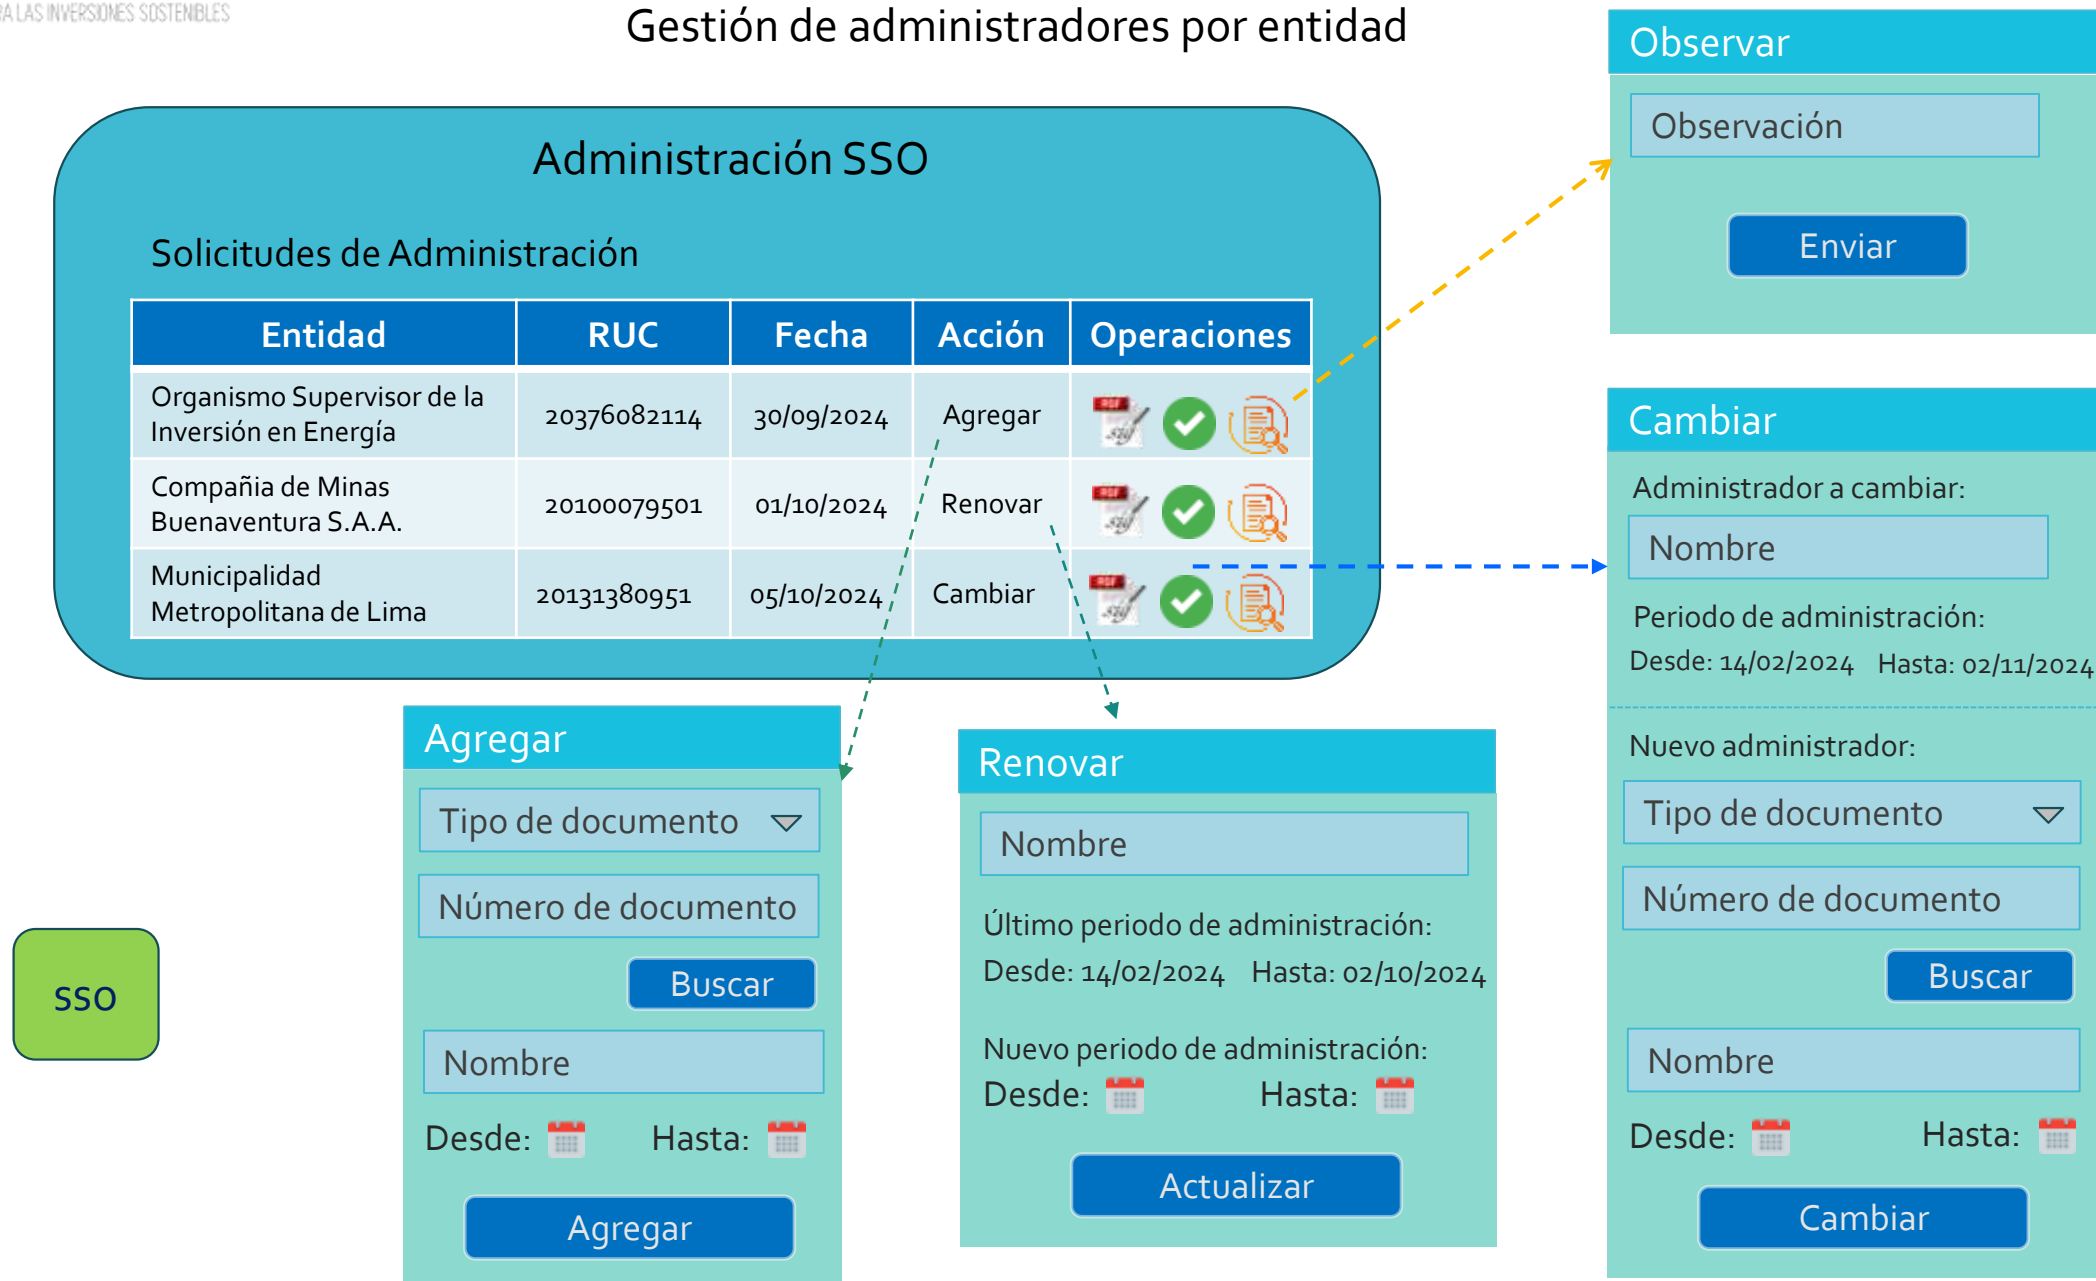 RA LAS INVERSIONES SOSTENIBLES
Gestión de administradores por entidad
Administración SSO
Solicitudes de Administración
Entidad RUC Fecha Acción Operaciones
Organismo Supervisor de la
Inversión en Energía
20376082114 30/09/2024 Agregar
Compañia de Minas
Buenaventura S.A.A.
20100079501 01/10/2024 Renovar
Municipalidad
Metropolitana de Lima
20131380951 05/10/2024 Cambiar
Observar
Observación
Enviar
Cambiar
Administrador a cambiar:
Nombre
Periodo de administración:
Desde: 14/02/2024 Hasta: 02/11/2024
Nuevo administrador:
Tipo de documento
Número de documento
Buscar
Nombre
Desde: Hasta:
Cambiar
Agregar
Tipo de documento
Número de documento
Buscar
Nombre
Desde: Hasta:
Agregar
Renovar
Nombre
Último periodo de administración:
Desde: 14/02/2024 Hasta: 02/10/2024
Nuevo periodo de administración:
Desde: Hasta:
Actualizar
sso